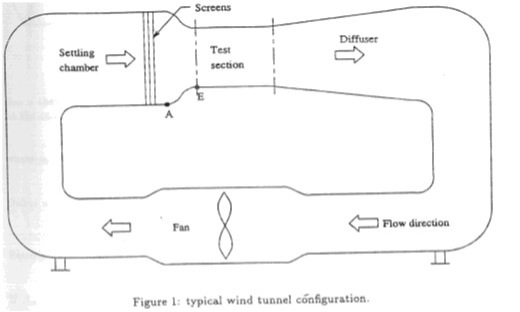 Screens
Settling
chamber
Test
section
Diffuser
A
E
Fan
Flow direction
Figure 1: typical wind tunnel configuration.